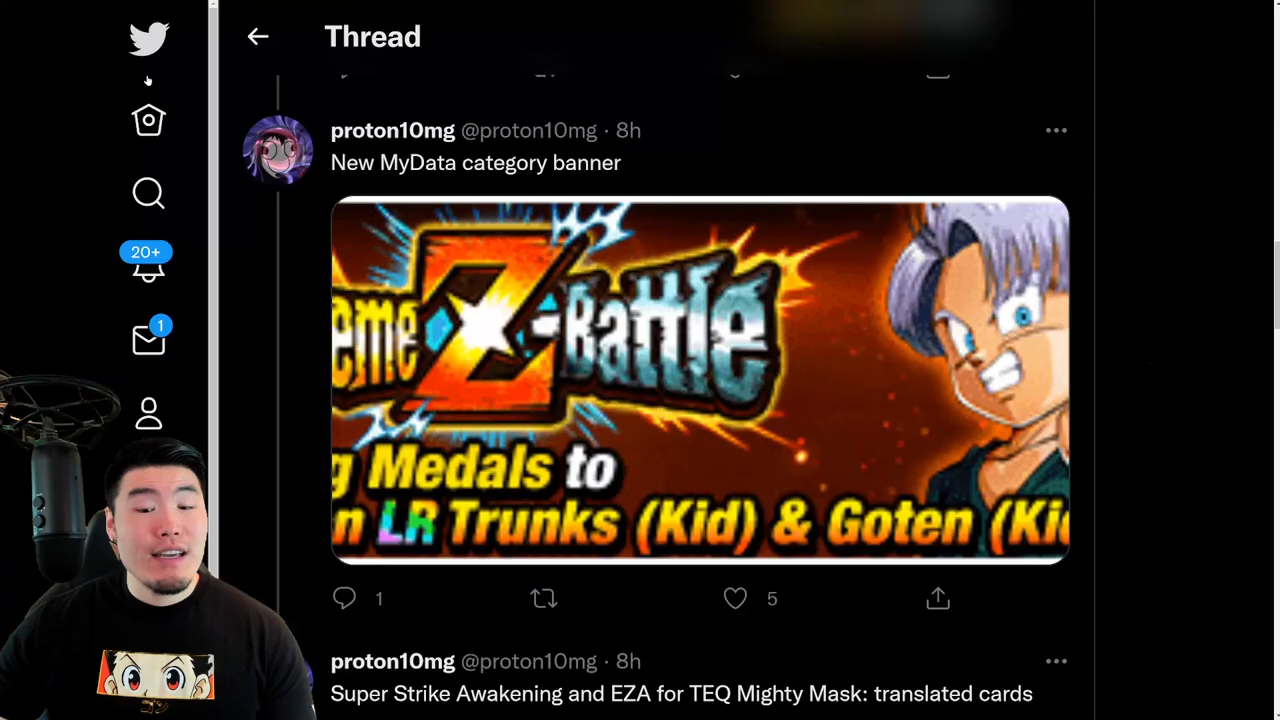 Thread
proton10mg @proton10mg · 8h
New MyData category banner
20+
1
eme Z-Battle
g Medals to
n LR Trunks (Kid) & Goten (Kid
1
5
proton10mg @proton10mg · 8h
Super Strike Awakening and EZA for TEQ Mighty Mask: translated cards